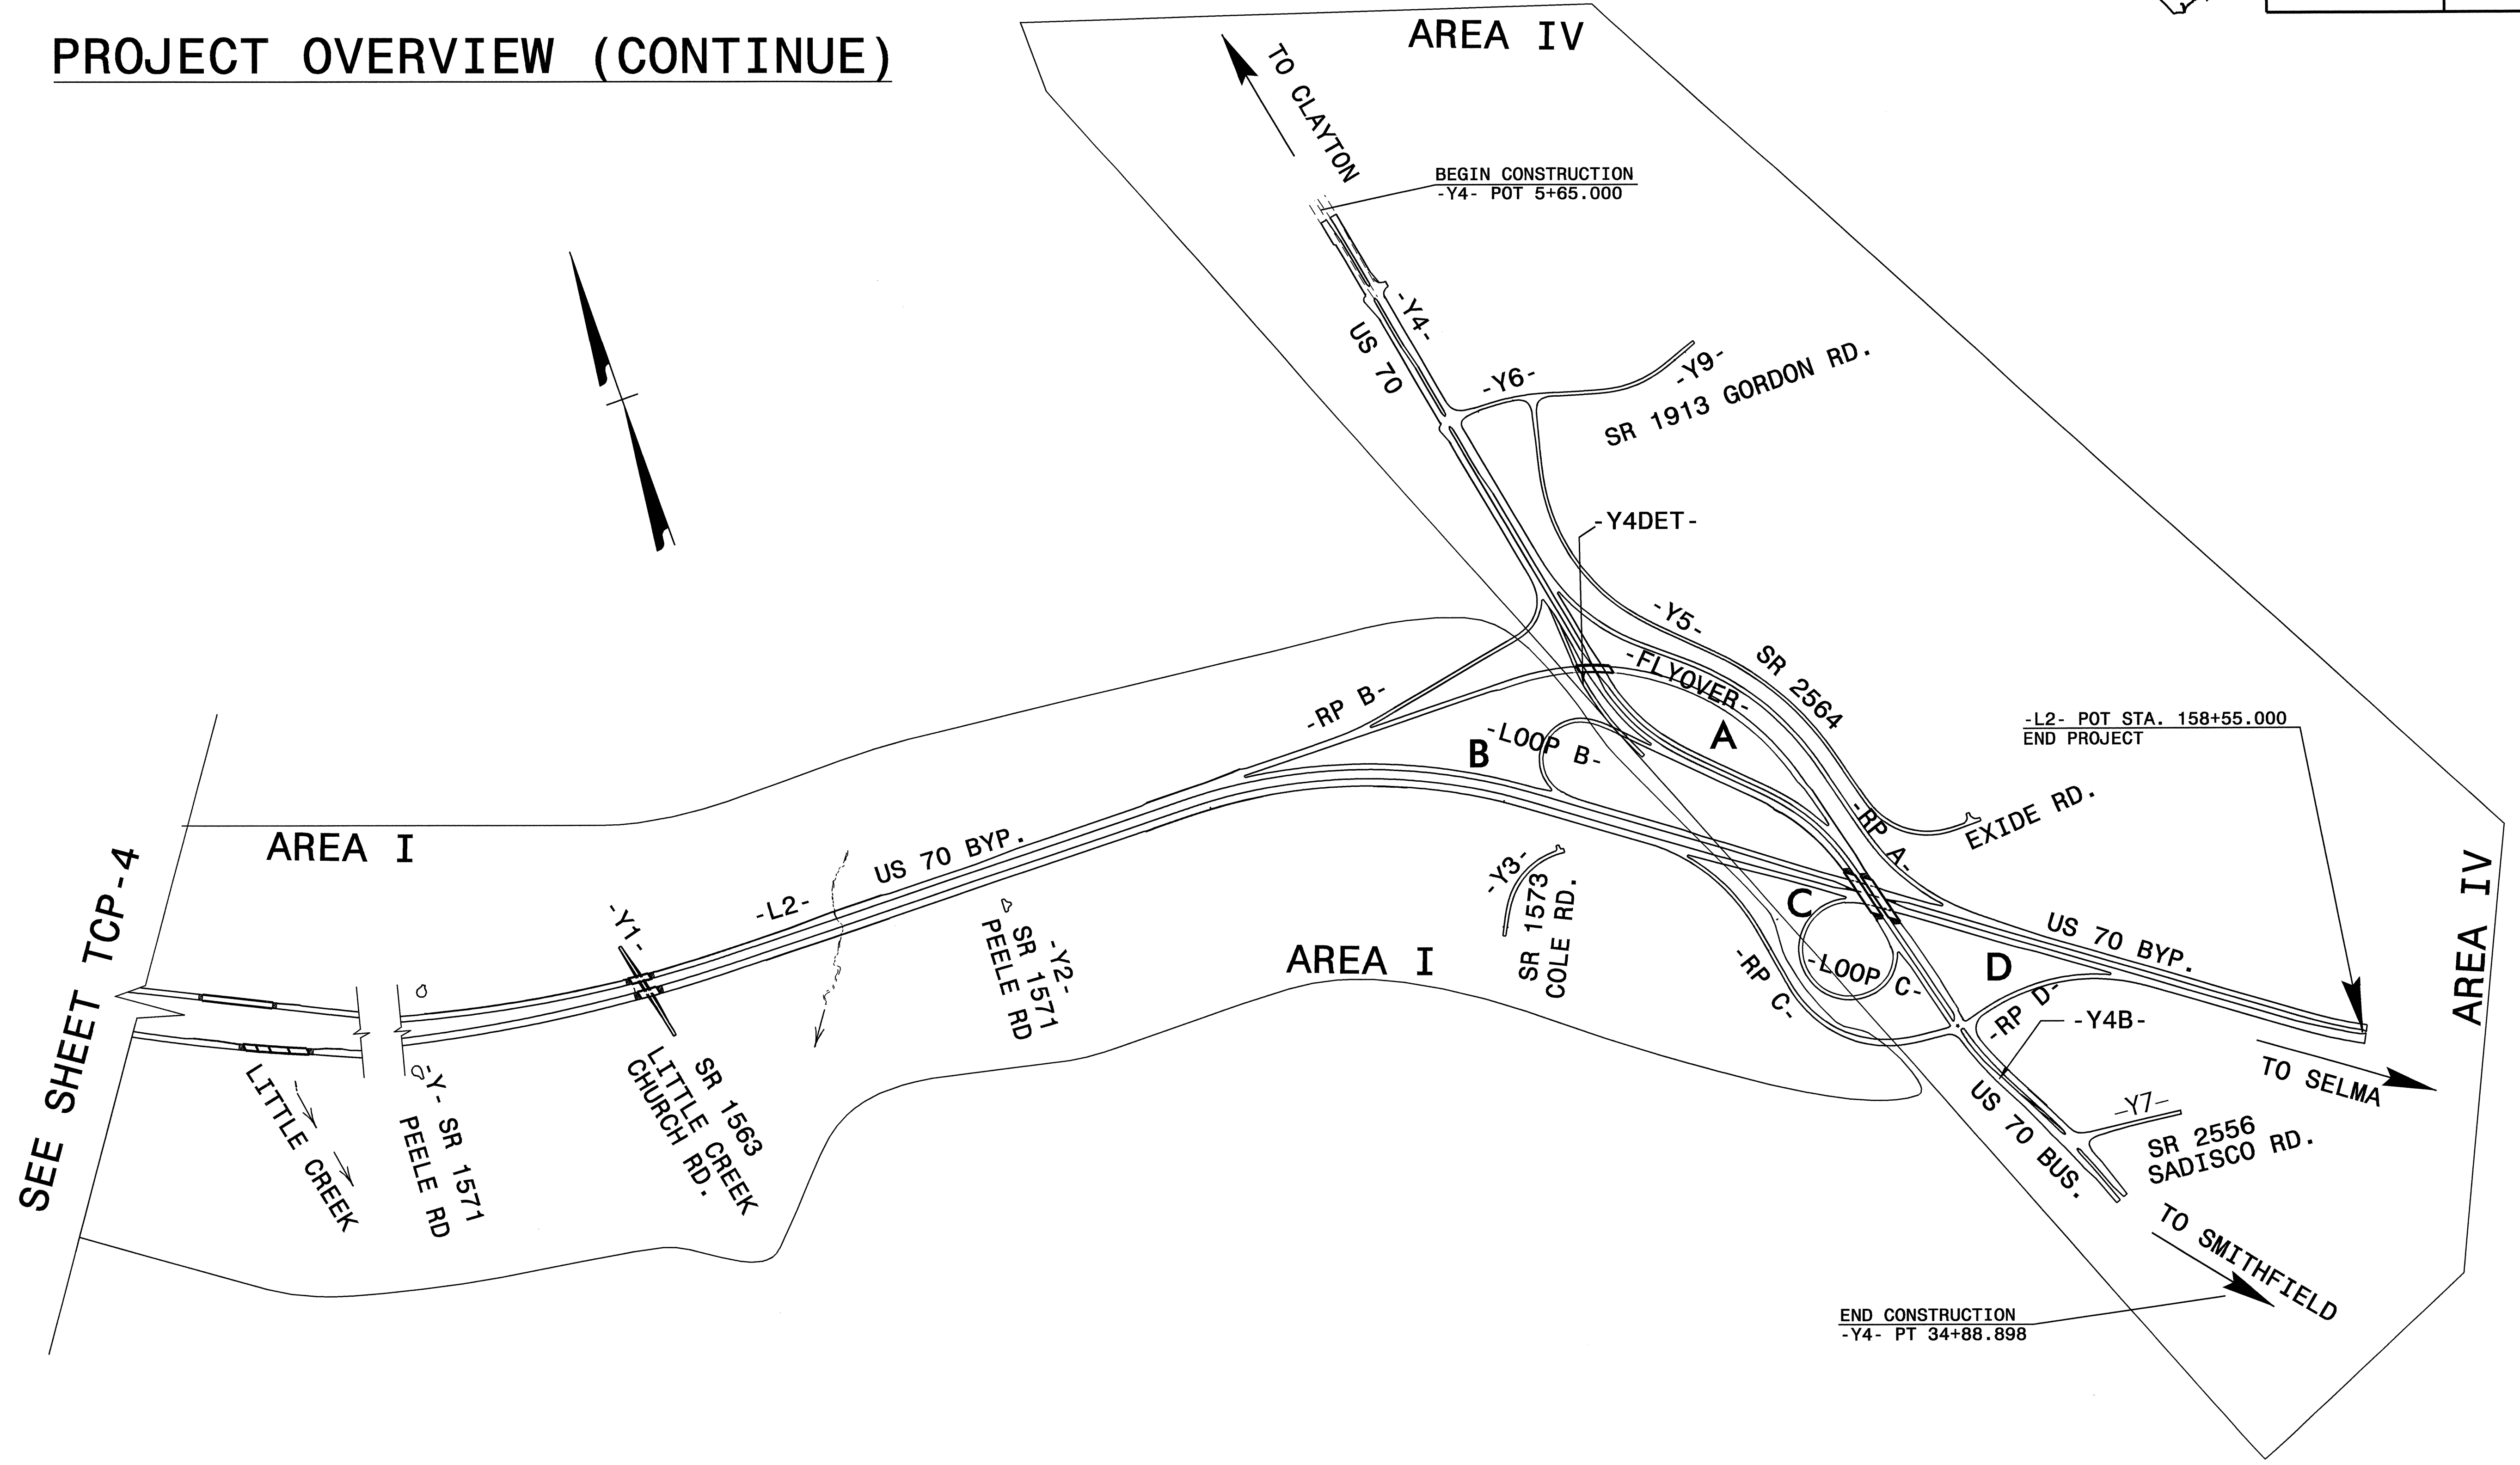 PROJECT OVERVIEW (CONTINUE)
AREA IV
TO CLAYTON
BEGIN CONSTRUCTION
-Y4- POT 5+65.000
-Y4-
US 70
-Y6-
-Y9-
SR 1913 GORDON RD.
-Y4DET-
-Y5-
SR 2564
-FLYOVER-
-RP B-
-LOOP B-
B
A
-L2- POT STA. 158+55.000
END PROJECT
-RP A-
EXIDE RD.
AREA I
SEE SHEET TCP-4
US 70 BYP.
-L2-
-Y1-
-Y2-
SR 1571
PEELE RD
-Y3-
SR 1573
COLE RD.
AREA I
C
-LOOP C-
-RP C-
D
-RP D-
US 70 BYP.
AREA IV
-Y4B-
TO SELMA
-Y7-
SR 2556
SADISCO RD.
US 70 BUS.
TO SMITHFIELD
LITTLE CREEK
-Y- SR 1571
PEELE RD
SR 1563
LITTLE CREEK
CHURCH RD.
END CONSTRUCTION
-Y4- PT 34+88.898